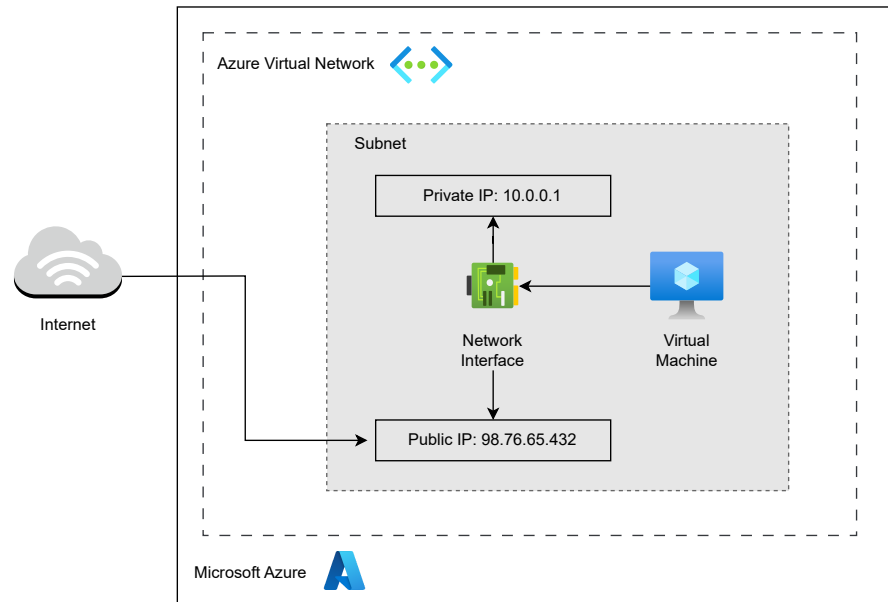 Azure Virtual Network
Subnet
Private IP: 10.0.0.1
Internet
Network
Interface
Virtual
Machine
Public IP: 98.76.65.432
Microsoft Azure